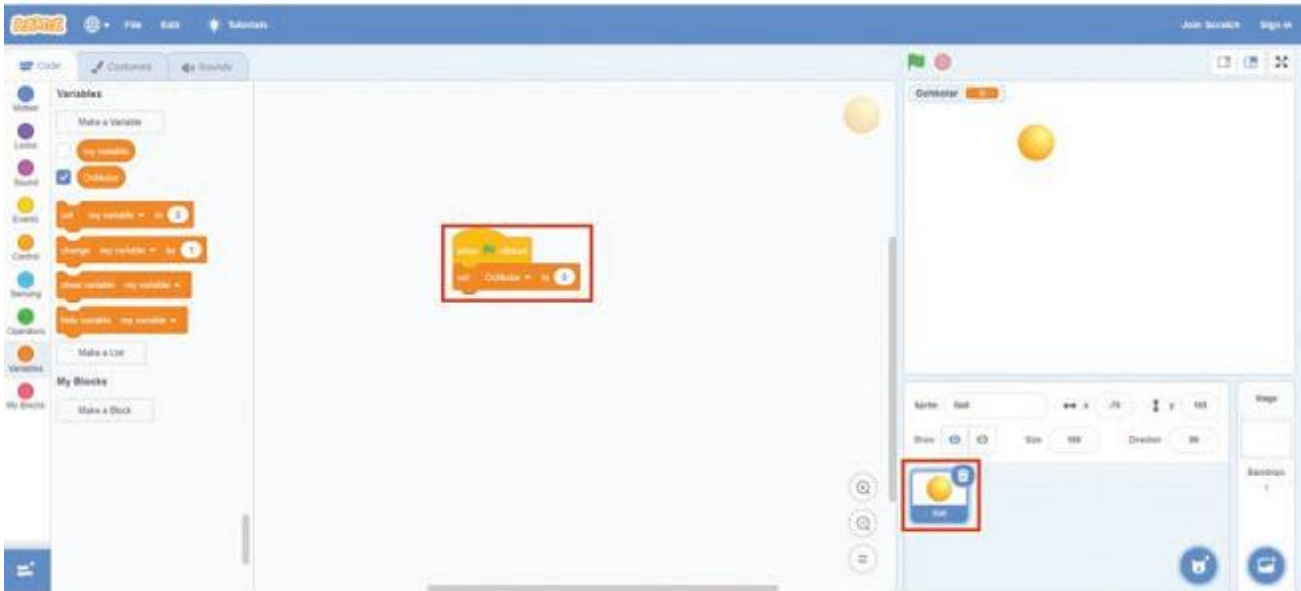 SCRATCH File Edit Tutorials Join Scratch Sign in
Code Costumes Sounds
Variables
Motion
Make a Variable
Looks
my variable
Sound
Events
set my variable to 0
Control
change my variable by 1
Sensing
show variable my variable
Operators
hide variable my variable
Variables
Make a List
My Blocks
My Blocks
Make a Block
when clicked
set to 0
0
Sprite Ball x y
Show Size 100 Direction 90
Ball
Stage
Backdrops
1